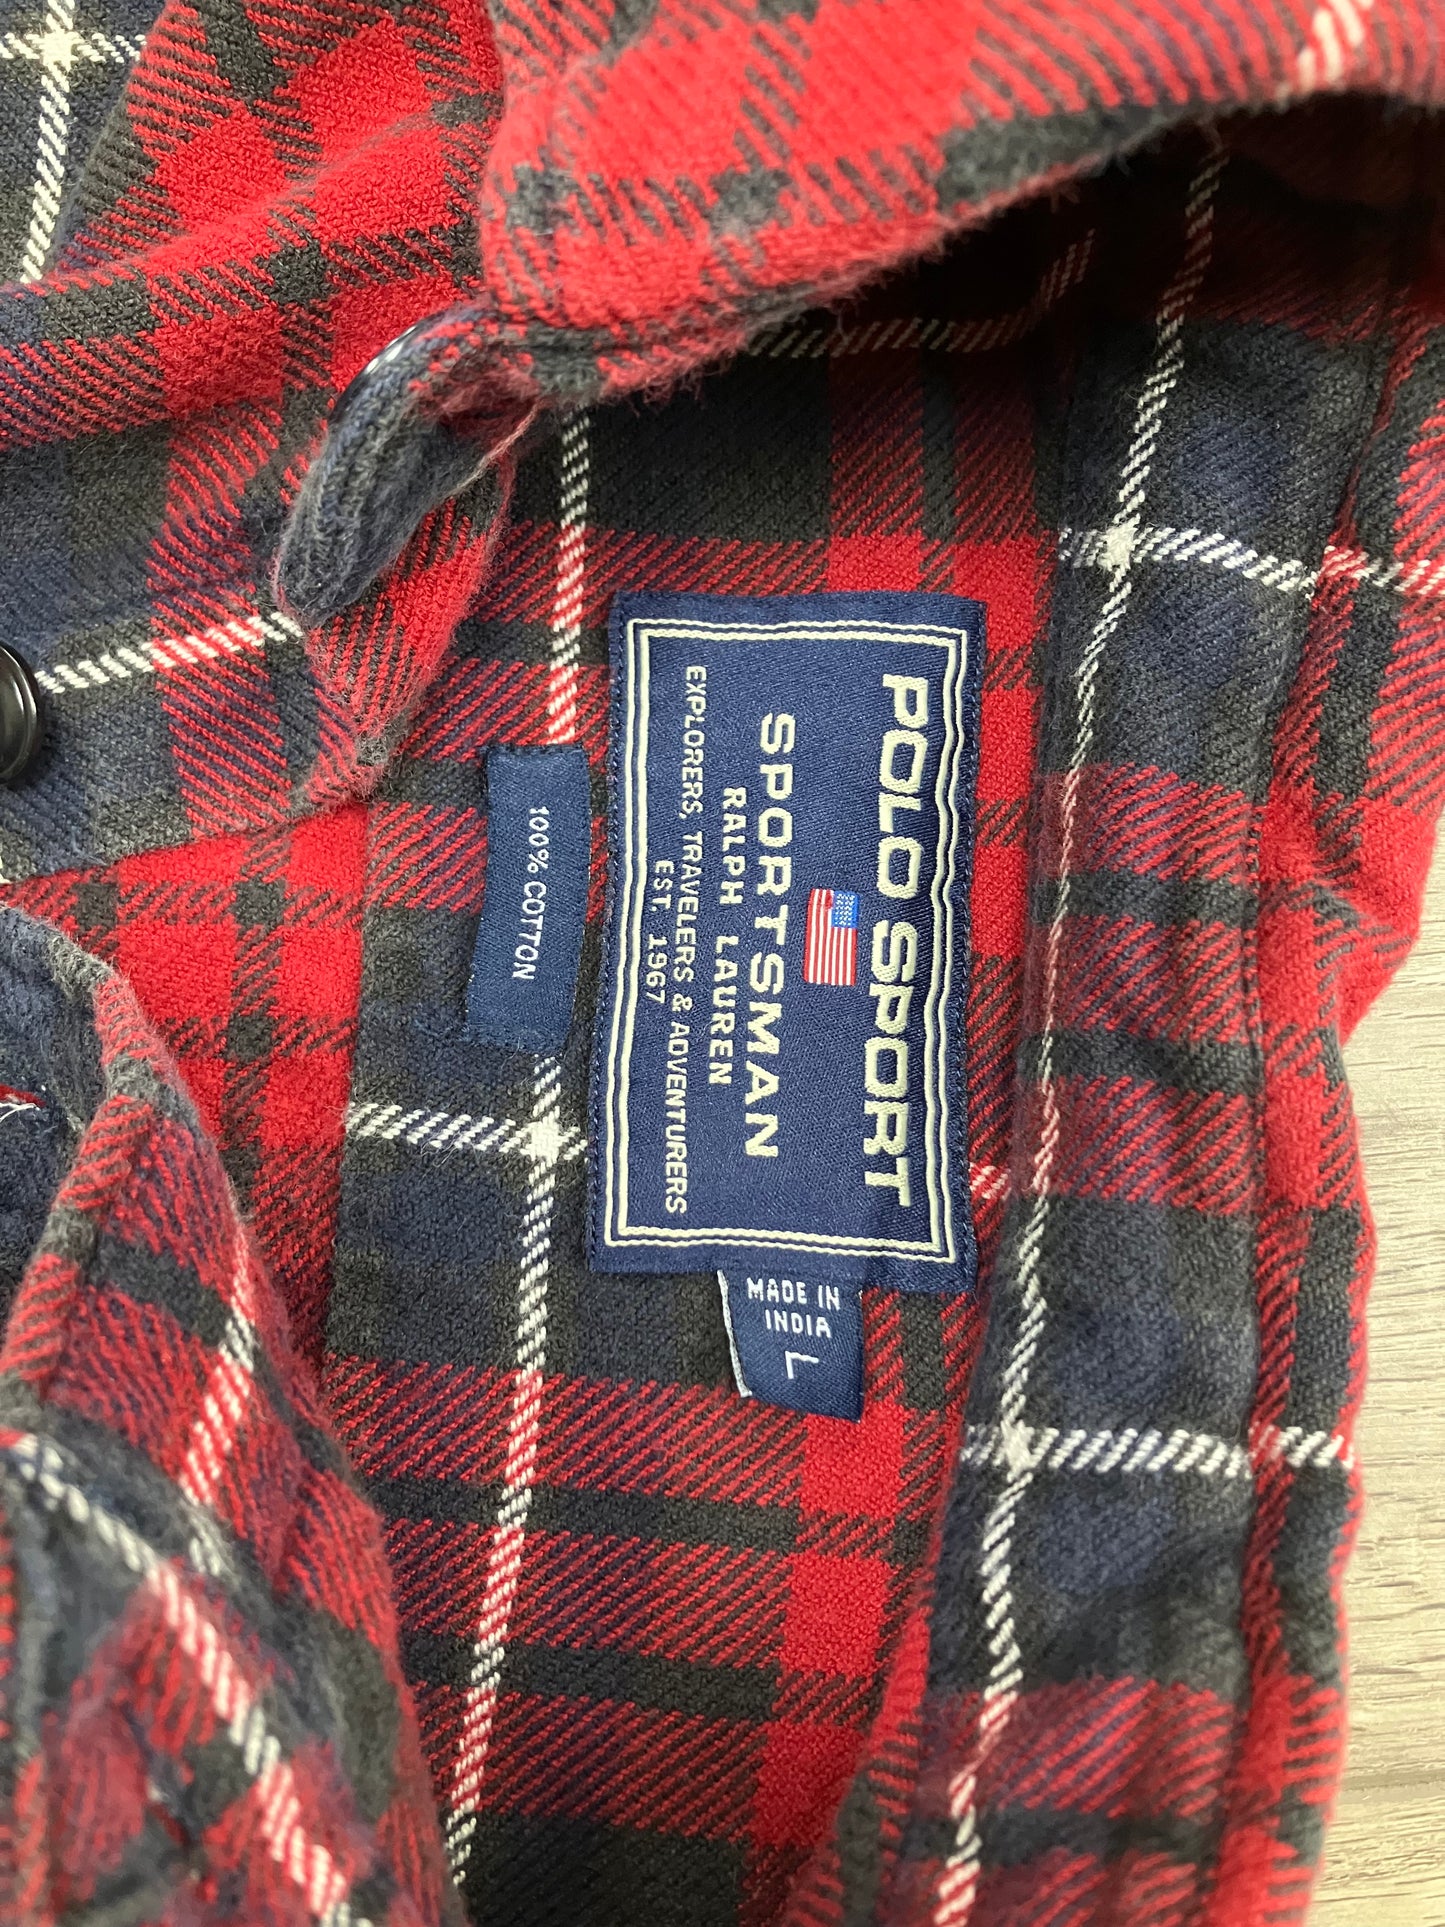 POLO SPORT
SPORTSMAN
RALPH LAUREN
EXPLORERS, TRAVELERS & ADVENTURERS
EST. 1967
100% COTTON
MADE IN
INDIA
L